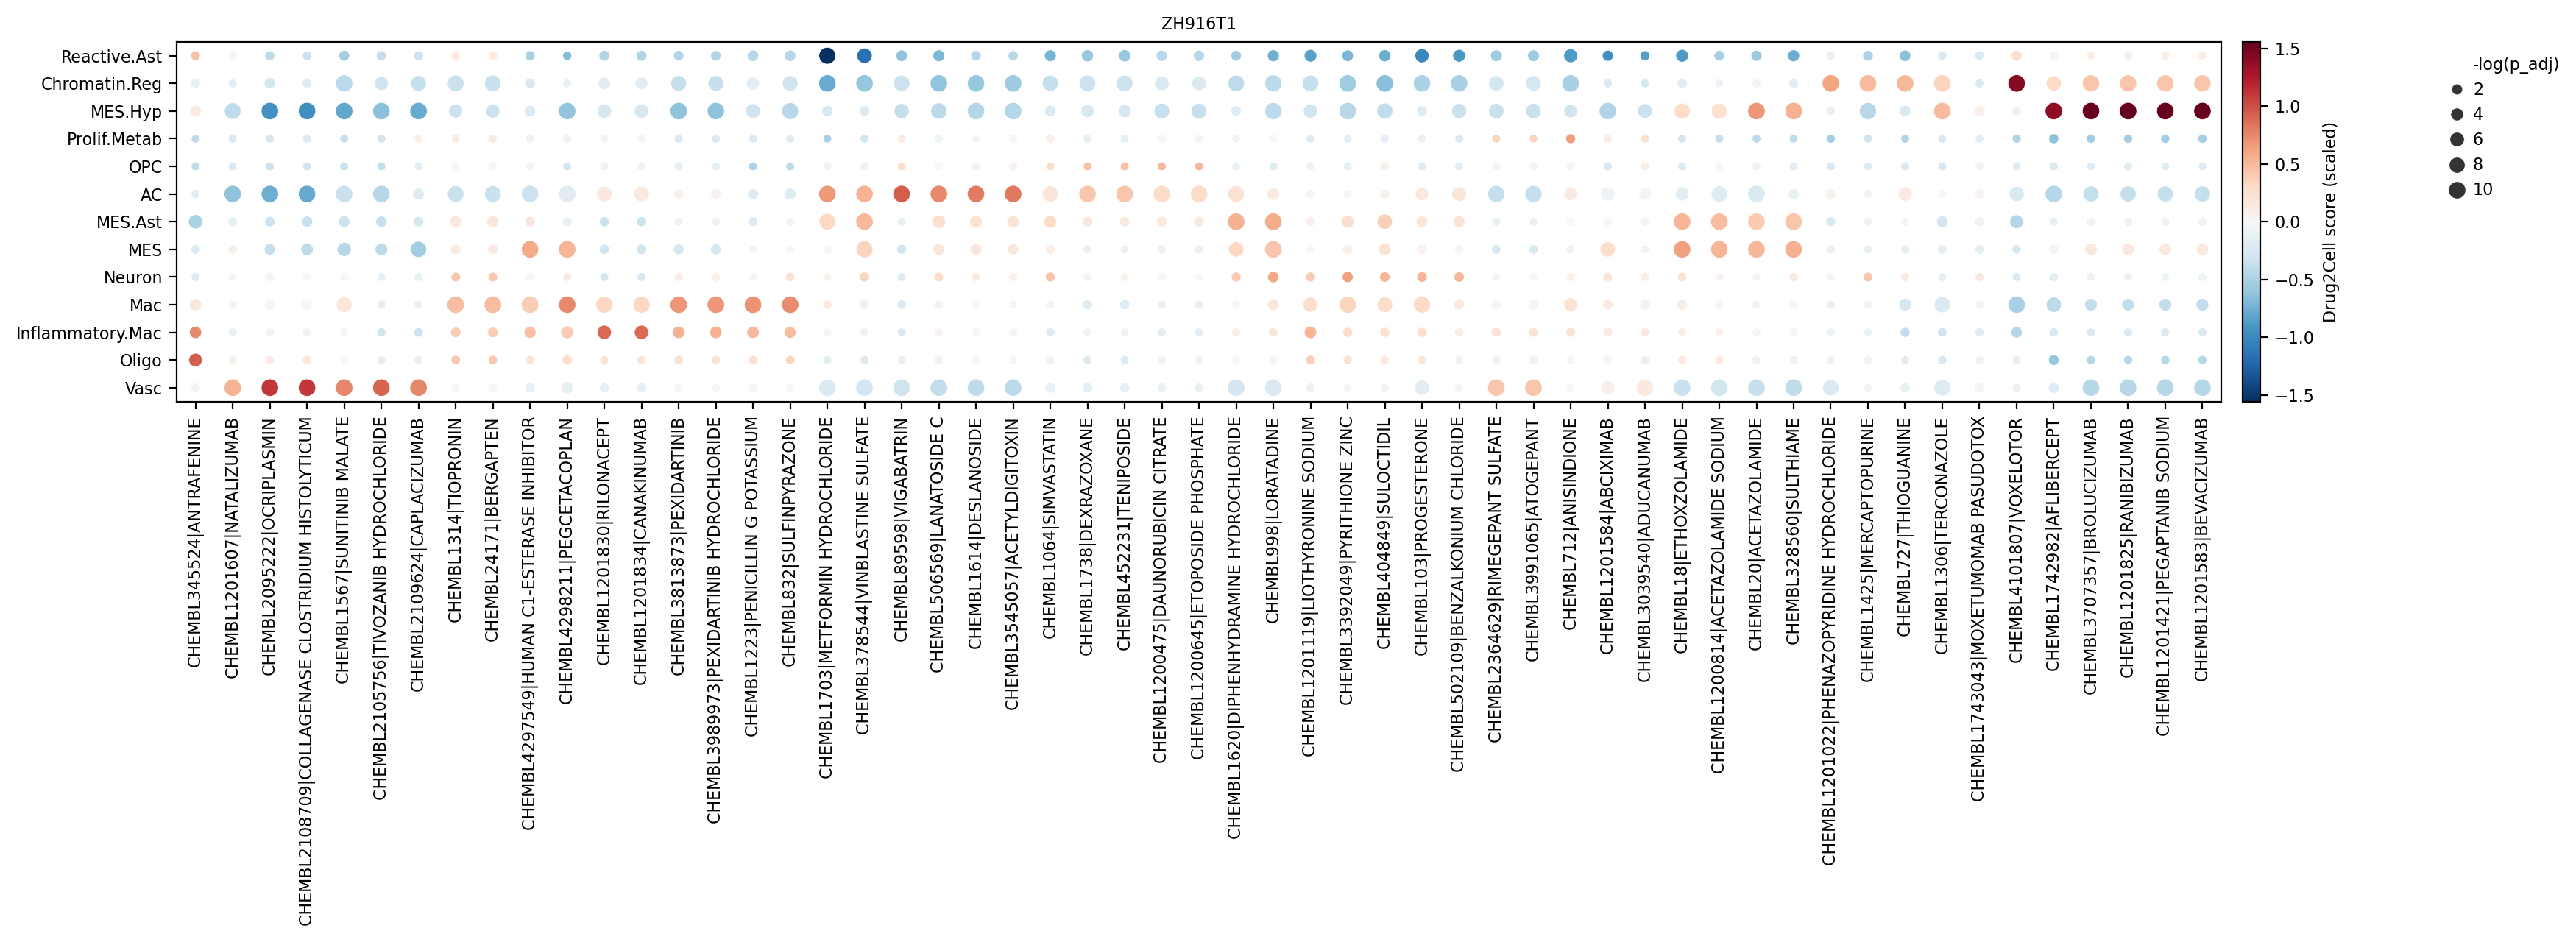 ZH916T1
Reactive.Ast
Chromatin.Reg
MES.Hyp
Prolif.Metab
OPC
AC
MES.Ast
MES
Neuron
Mac
Inflammatory.Mac
Oligo
Vasc
CHEMBL345524|ANTRAFENINE
CHEMBL1201607|NATALIZUMAB
CHEMBL2095222|OCRIPLASMIN
CHEMBL2108709|COLLAGENASE CLOSTRIDIUM HISTOLYTICUM
CHEMBL1567|SUNITINIB MALATE
CHEMBL2105756|TIVOZANIB HYDROCHLORIDE
CHEMBL2109624|CAPLACIZUMAB
CHEMBL1314|TIOPRONIN
CHEMBL24171|BERGAPTEN
CHEMBL4297549|HUMAN C1-ESTERASE INHIBITOR
CHEMBL4298211|PEGCETACOPLAN
CHEMBL1201830|RILONACEPT
CHEMBL1201834|CANAKINUMAB
CHEMBL3813873|PEXIDARTINIB
CHEMBL3989973|PEXIDARTINIB HYDROCHLORIDE
CHEMBL1223|PENICILLIN G POTASSIUM
CHEMBL832|SULFINPYRAZONE
CHEMBL1703|METFORMIN HYDROCHLORIDE
CHEMBL3278544|VINBLASTINE SULFATE
CHEMBL89598|VIGABATRIN
CHEMBL506569|LANATOSIDE C
CHEMBL1614|DESLANOSIDE
CHEMBL3545057|ACETYLDIGITOXIN
CHEMBL1064|SIMVASTATIN
CHEMBL1738|DEXRAZOXANE
CHEMBL452231|TENIPOSIDE
CHEMBL1200475|DAUNORUBICIN CITRATE
CHEMBL1200645|ETOPOSIDE PHOSPHATE
CHEMBL1620|DIPHENHYDRAMINE HYDROCHLORIDE
CHEMBL998|LORATADINE
CHEMBL1201119|LIOTHYRONINE SODIUM
CHEMBL3392049|PYRITHIONE ZINC
CHEMBL404849|SULOCTIDIL
CHEMBL103|PROGESTERONE
CHEMBL502109|BENZALKONIUM CHLORIDE
CHEMBL2364629|RIMEGEPANT SULFATE
CHEMBL3991065|ATOGEPANT
CHEMBL712|ANISINDIONE
CHEMBL1201584|ABCIXIMAB
CHEMBL3039540|ADUCANUMAB
CHEMBL18|ETHOXZOLAMIDE
CHEMBL1200814|ACETAZOLAMIDE SODIUM
CHEMBL20|ACETAZOLAMIDE
CHEMBL328560|SULTHIAME
CHEMBL1201022|PHENAZOPYRIDINE HYDROCHLORIDE
CHEMBL1425|MERCAPTOPURINE
CHEMBL727|THIOGUANINE
CHEMBL1306|TERCONAZOLE
CHEMBL1743043|MOXETUMOMAB PASUDOTOX
CHEMBL4101807|VOXELOTOR
CHEMBL1742982|AFLIBERCEPT
CHEMBL3707357|BROLUCIZUMAB
CHEMBL1201825|RANIBIZUMAB
CHEMBL1201421|PEGAPTANIB SODIUM
CHEMBL1201583|BEVACIZUMAB
1.5
1.0
0.5
0.0
−0.5
−1.0
−1.5
Drug2Cell score (scaled)
-log(p_adj)
2
4
6
8
10